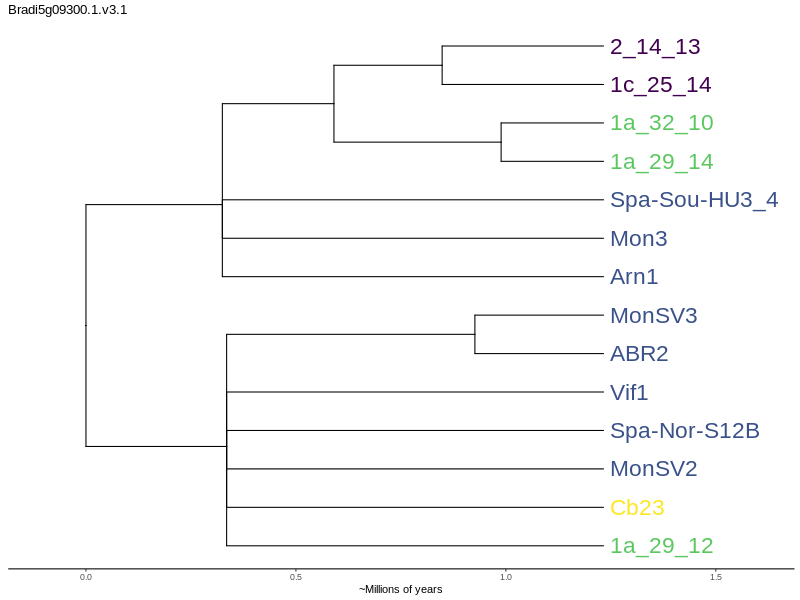 Bradi5g09300.1.v3.1
2_14_13
1c_25_14
1a_32_10
1a_29_14
Spa-Sou-HU3_4
Mon3
Arn1
MonSV3
ABR2
Vif1
Spa-Nor-S12B
MonSV2
Cb23
1a_29_12
0.0 0.5 1.0 1.5
~Millions of years